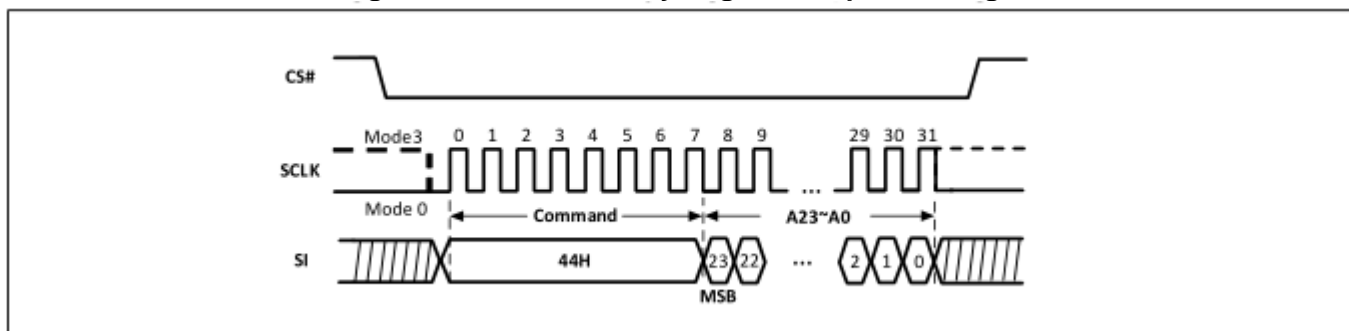 CS#
Mode3 0 1 2 3 4 5 6 7 8 9 29 30 31
SCLK
...
Mode 0 Command A23~A0
SI 44H 23 22 ... 2 1 0
MSB